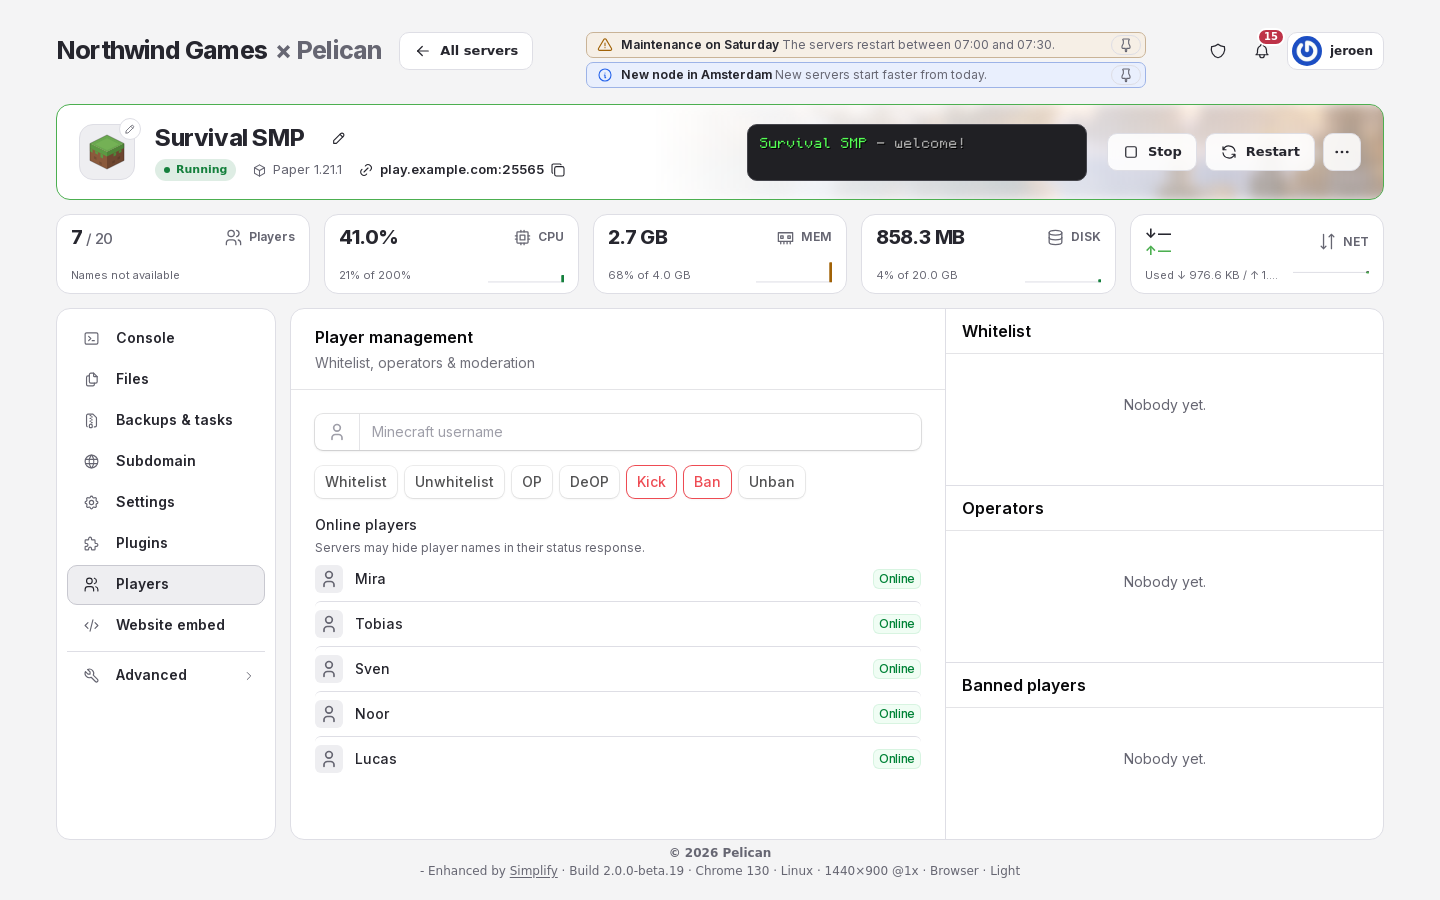 Northwind Games × Pelican
All servers
Maintenance on Saturday The servers restart between 07:00 and 07:30.
New node in Amsterdam New servers start faster from today.
15
jeroen
Survival SMP
Running
Paper 1.21.1
play.example.com:25565
Survival SMP - welcome!
Stop
Restart
7 / 20
Players
Names not available
41.0%
CPU
21% of 200%
2.7 GB
MEM
68% of 4.0 GB
858.3 MB
DISK
4% of 20.0 GB
↓—
↑—
NET
Used ↓ 976.6 KB / ↑ 1....
Console
Files
Backups & tasks
Subdomain
Settings
Plugins
Players
Website embed
Advanced
Player management
Whitelist, operators & moderation
Minecraft username
Whitelist
Unwhitelist
OP
DeOP
Kick
Ban
Unban
Online players
Servers may hide player names in their status response.
Mira
Online
Tobias
Online
Sven
Online
Noor
Online
Lucas
Online
Whitelist
Nobody yet.
Operators
Nobody yet.
Banned players
Nobody yet.
© 2026 Pelican
- Enhanced by Simplify · Build 2.0.0-beta.19 · Chrome 130 · Linux · 1440×900 @1x · Browser · Light